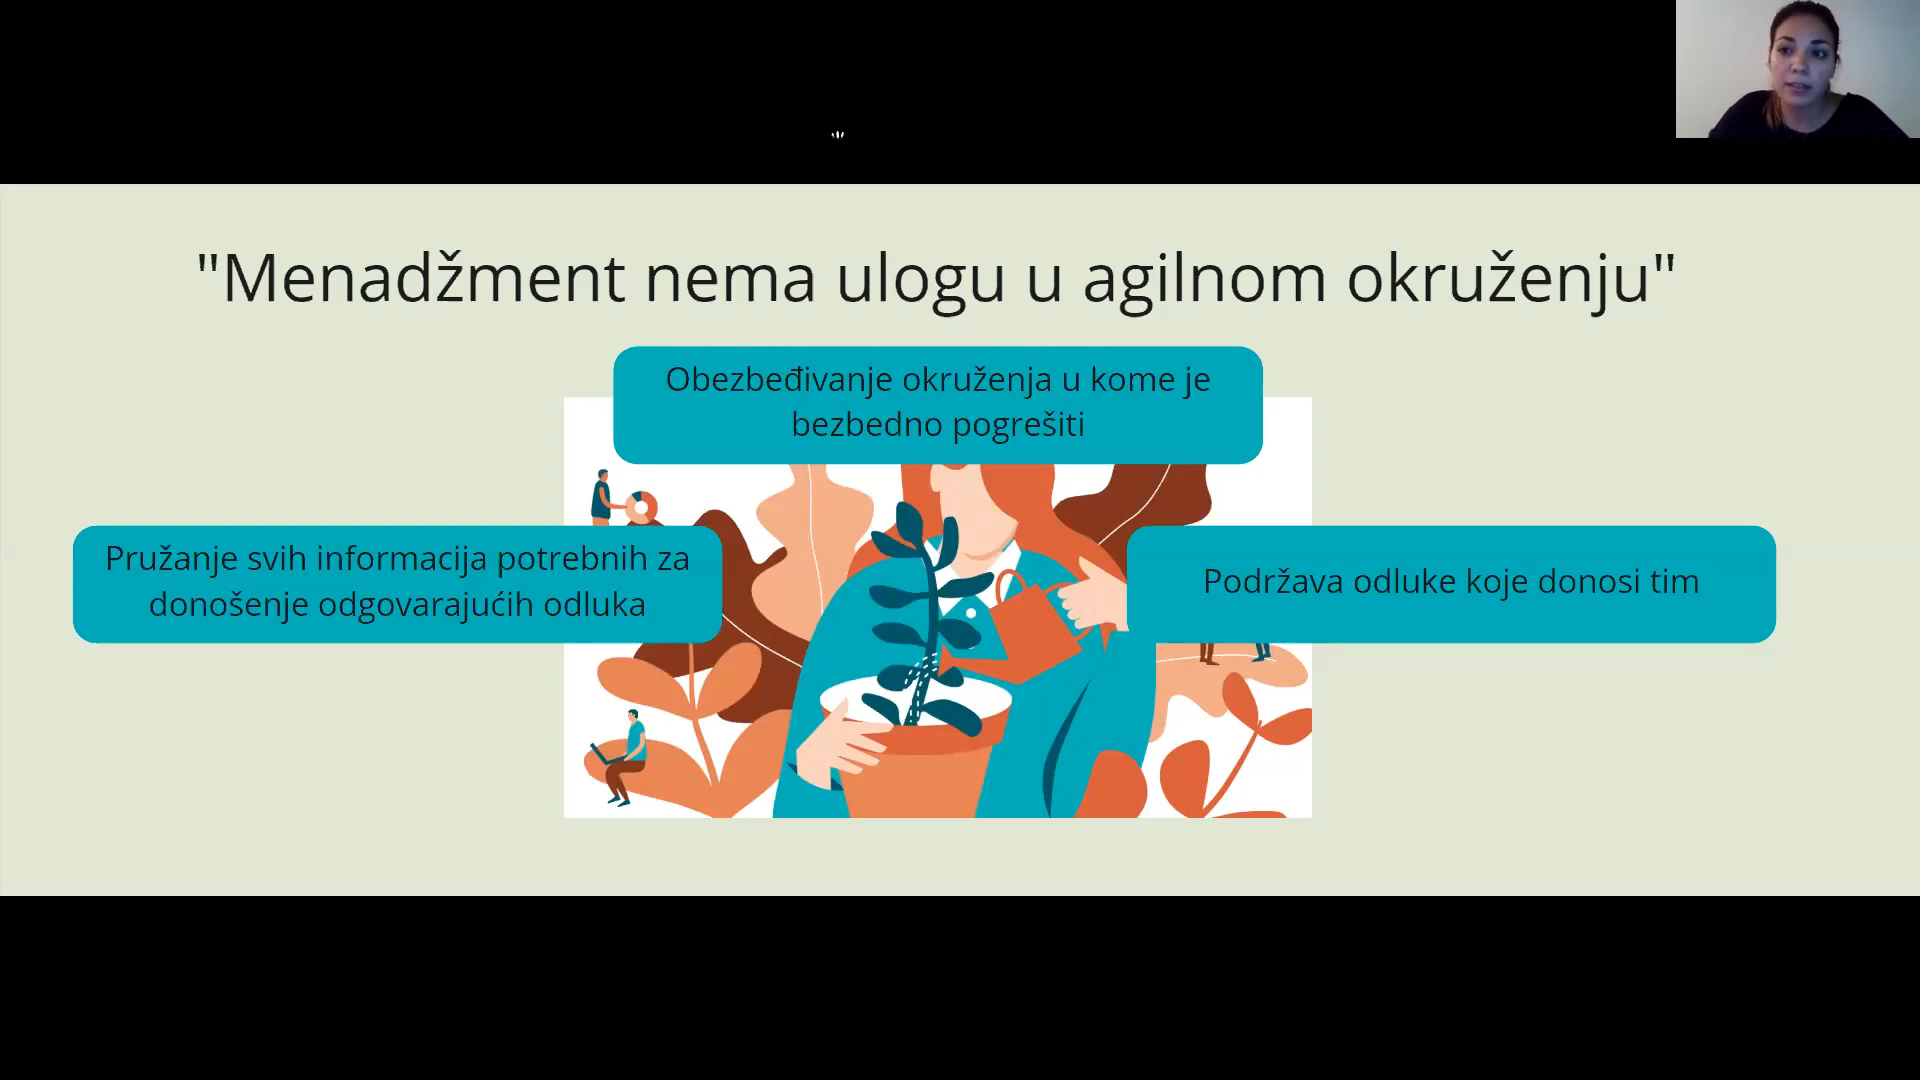 "Menadžment nema ulogu u agilnom okruženju"
Obezbeđivanje okruženja u kome je
bezbedno pogrešiti
Pružanje svih informacija potrebnih za
donošenje odgovarajućih odluka
Podržava odluke koje donosi tim